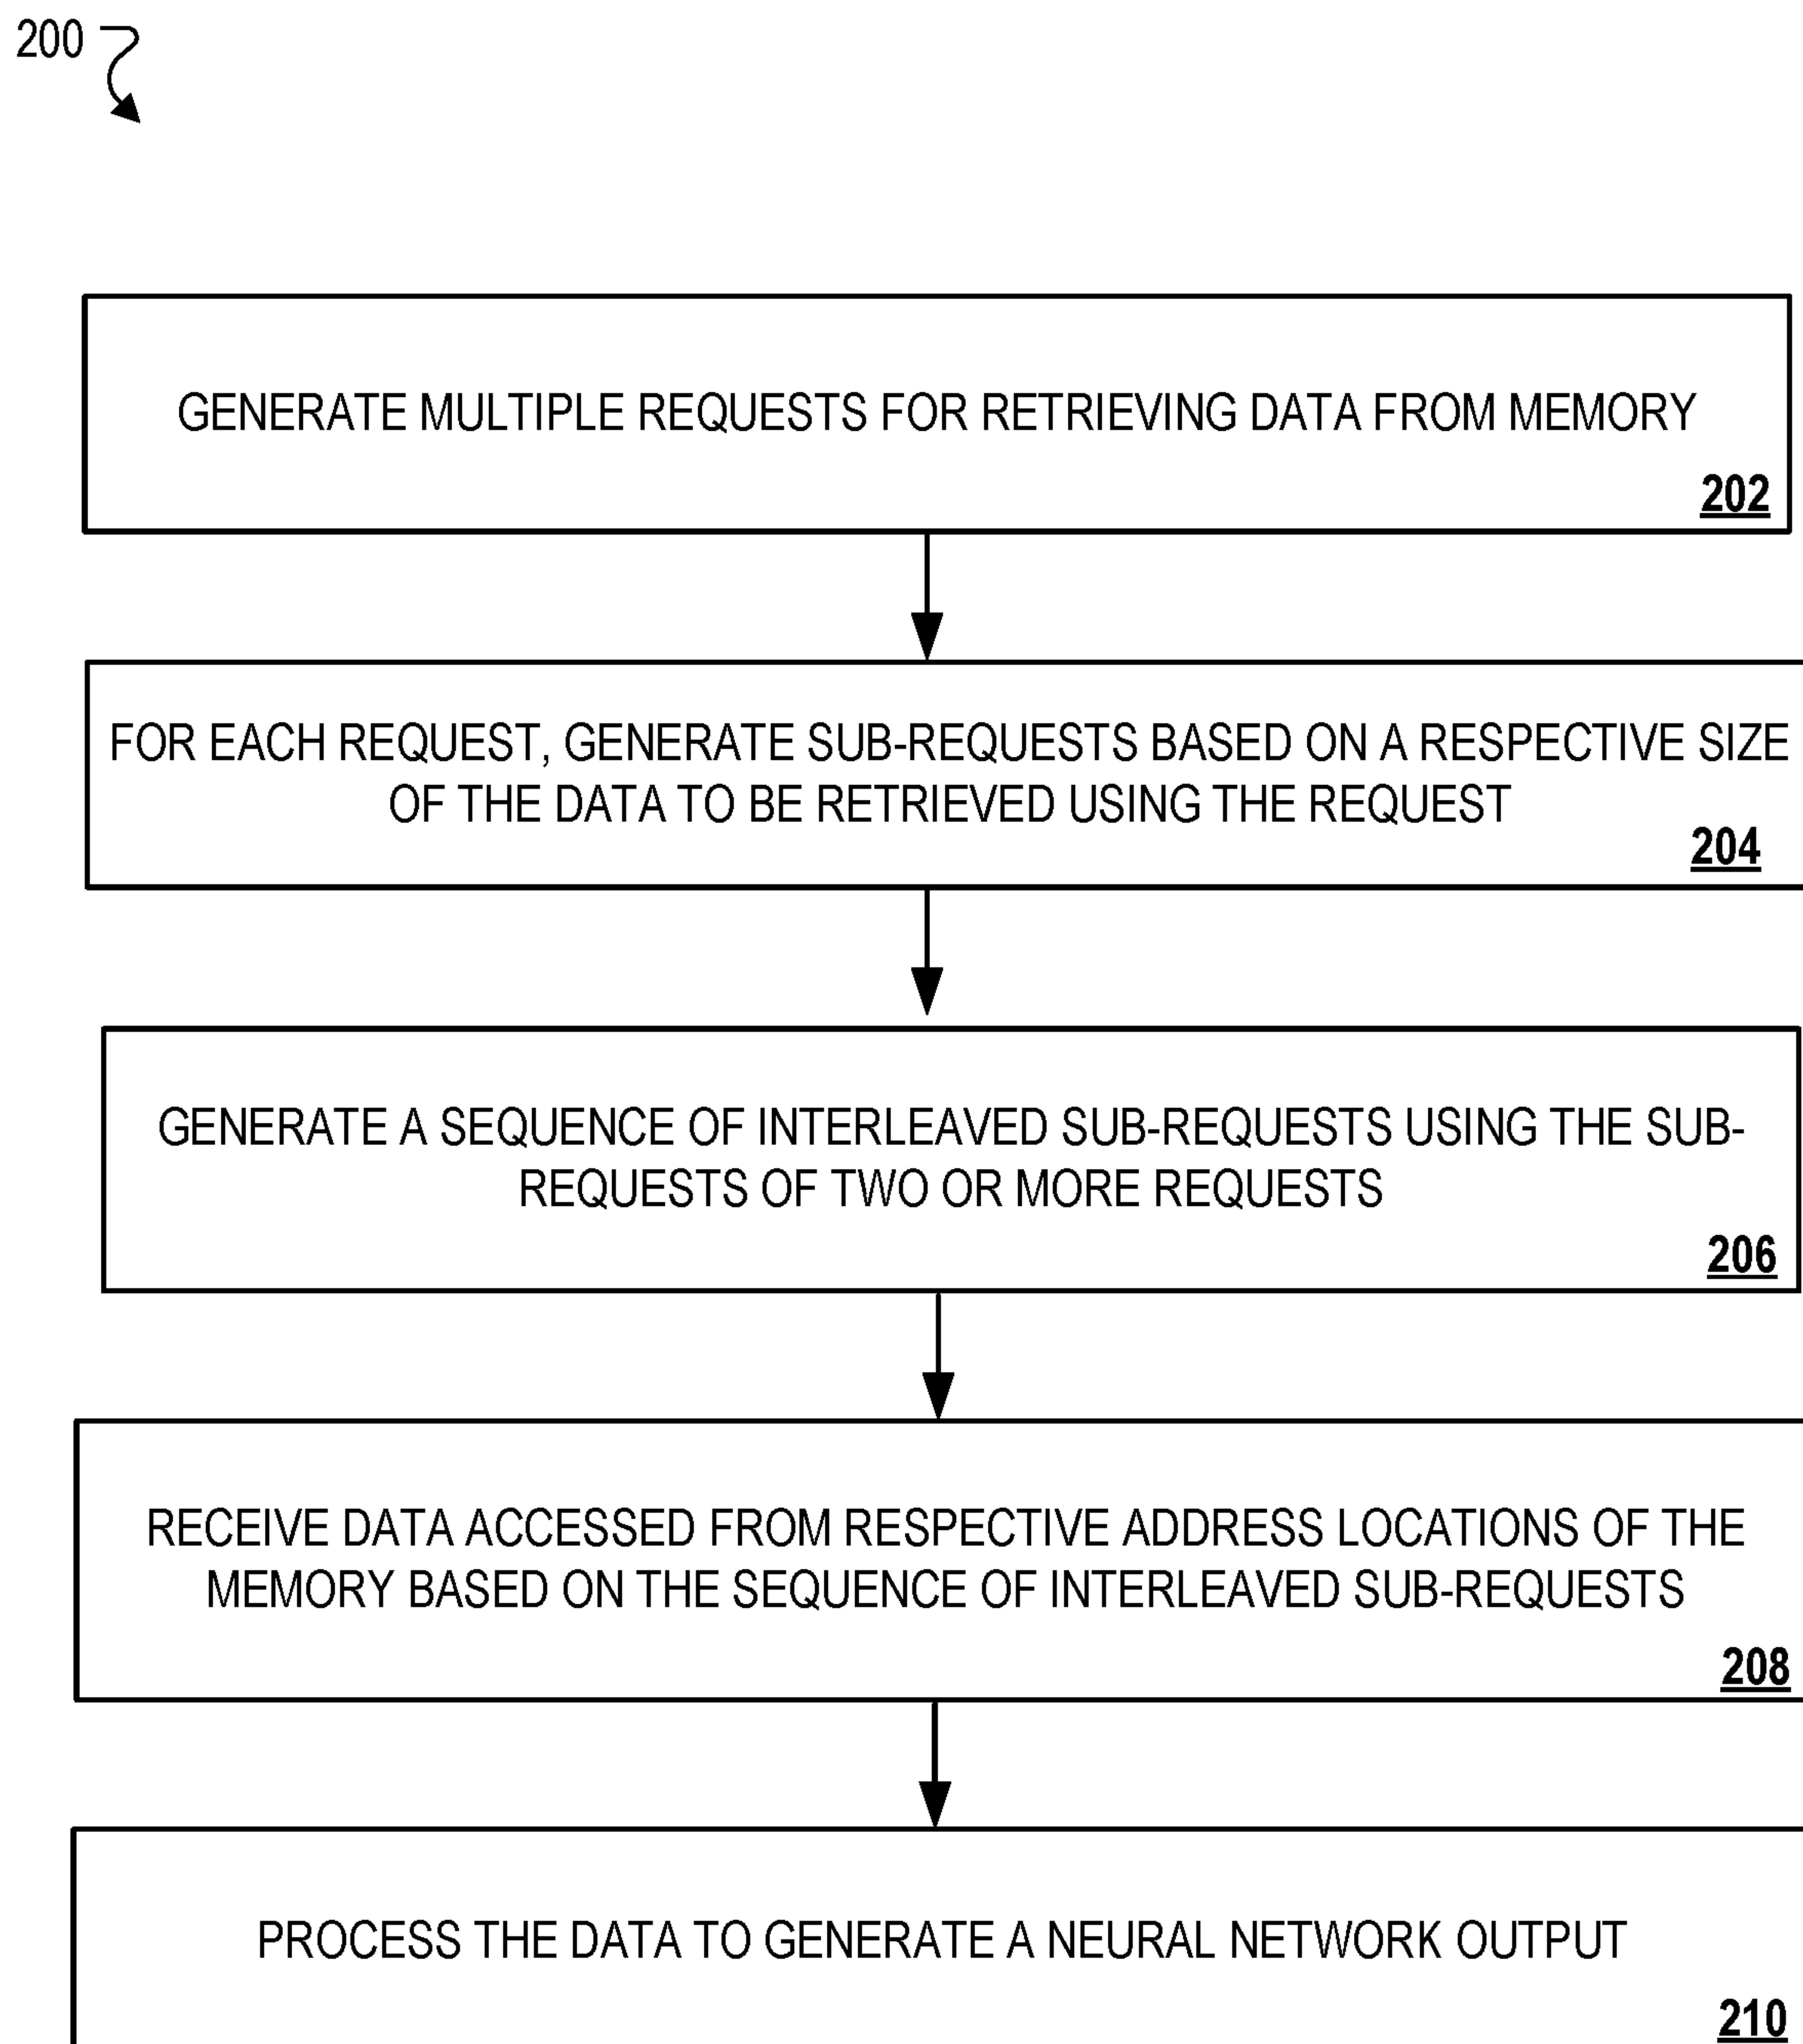 200
GENERATE MULTIPLE REQUESTS FOR RETRIEVING DATA FROM MEMORY
202
FOR EACH REQUEST, GENERATE SUB-REQUESTS BASED ON A RESPECTIVE SIZE
OF THE DATA TO BE RETRIEVED USING THE REQUEST
204
GENERATE A SEQUENCE OF INTERLEAVED SUB-REQUESTS USING THE SUB-
REQUESTS OF TWO OR MORE REQUESTS
206
RECEIVE DATA ACCESSED FROM RESPECTIVE ADDRESS LOCATIONS OF THE
MEMORY BASED ON THE SEQUENCE OF INTERLEAVED SUB-REQUESTS
208
PROCESS THE DATA TO GENERATE A NEURAL NETWORK OUTPUT
210